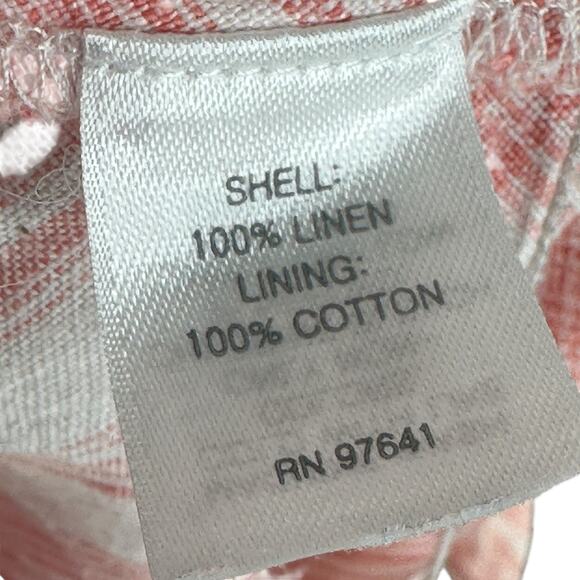 SHELL:
100% LINEN
LINING:
100% COTTON
RN 97641